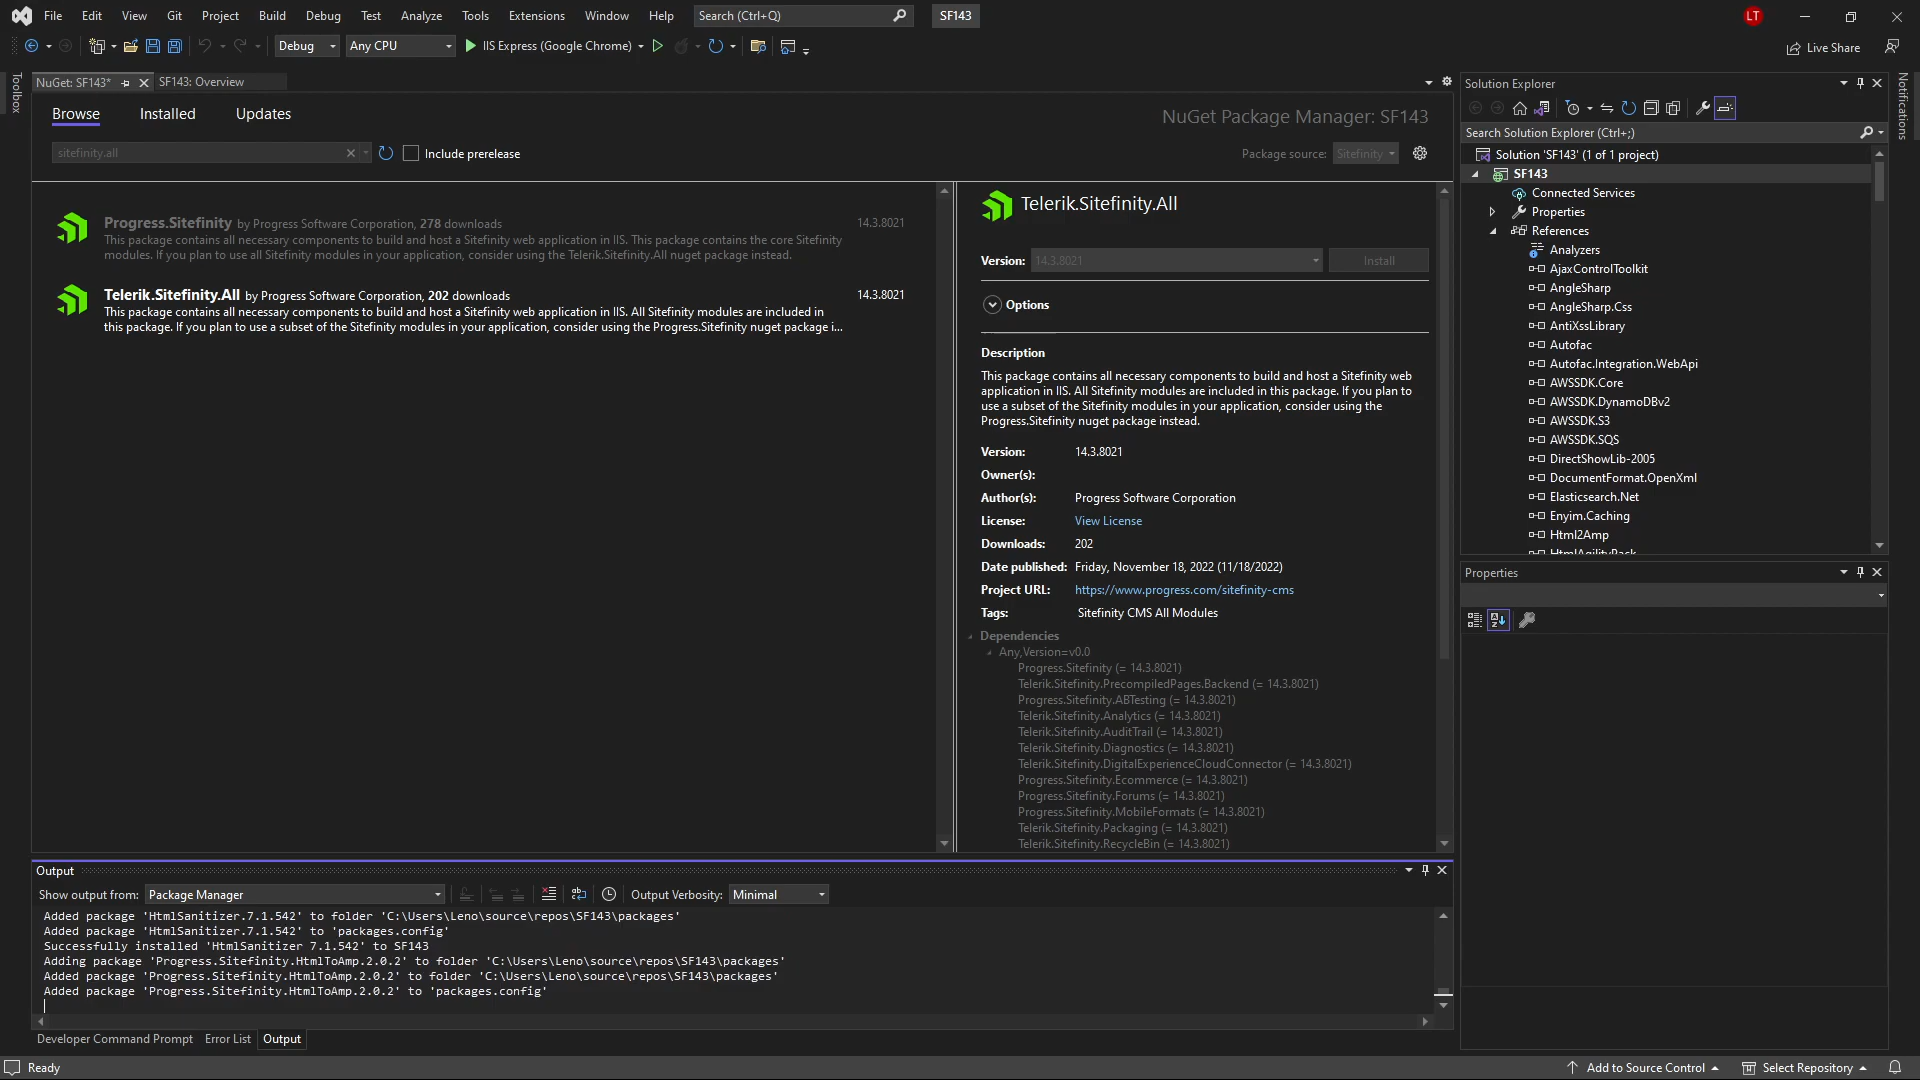 File Edit View Git Project Build Debug Test Analyze Tools Extensions Window Help Search (Ctrl+Q) SF143 LT
Debug Any CPU IIS Express (Google Chrome) Live Share
Toolbox
NuGet: SF143* SF143: Overview
Browse Installed Updates NuGet Package Manager: SF143
sitefinity.all Include prerelease Package source: Sitefinity
Progress.Sitefinity by Progress Software Corporation, 278 downloads 14.3.8021
This package contains all necessary components to build and host a Sitefinity web application in IIS. This package contains the core Sitefinity
modules. If you plan to use all Sitefinity modules in your application, consider using the Telerik.Sitefinity.All nuget package instead.
Telerik.Sitefinity.All by Progress Software Corporation, 202 downloads 14.3.8021
This package contains all necessary components to build and host a Sitefinity web application in IIS. All Sitefinity modules are included in
this package. If you plan to use a subset of the Sitefinity modules in your application, consider using the Progress.Sitefinity nuget package i...
Telerik.Sitefinity.All
Version: 14.3.8021 Install
Options
Description
This package contains all necessary components to build and host a Sitefinity web
application in IIS. All Sitefinity modules are included in this package. If you plan to
use a subset of the Sitefinity modules in your application, consider using the
Progress.Sitefinity nuget package instead.
Version: 14.3.8021
Owner(s):
Author(s): Progress Software Corporation
License: View License
Downloads: 202
Date published: Friday, November 18, 2022 (11/18/2022)
Project URL: https://www.progress.com/sitefinity-cms
Tags: Sitefinity CMS All Modules
Dependencies
Any,Version=v0.0
Progress.Sitefinity (= 14.3.8021)
Telerik.Sitefinity.PrecompiledPages.Backend (= 14.3.8021)
Progress.Sitefinity.ABTesting (= 14.3.8021)
Telerik.Sitefinity.Analytics (= 14.3.8021)
Telerik.Sitefinity.AuditTrail (= 14.3.8021)
Telerik.Sitefinity.Diagnostics (= 14.3.8021)
Telerik.Sitefinity.DigitalExperienceCloudConnector (= 14.3.8021)
Progress.Sitefinity.Ecommerce (= 14.3.8021)
Progress.Sitefinity.Forums (= 14.3.8021)
Progress.Sitefinity.MobileFormats (= 14.3.8021)
Telerik.Sitefinity.Packaging (= 14.3.8021)
Telerik.Sitefinity.RecycleBin (= 14.3.8021)
Solution Explorer
Search Solution Explorer (Ctrl+;)
Solution 'SF143' (1 of 1 project)
SF143
Connected Services
Properties
References
Analyzers
AjaxControlToolkit
AngleSharp
AngleSharp.Css
AntiXssLibrary
Autofac
Autofac.Integration.WebApi
AWSSDK.Core
AWSSDK.DynamoDBv2
AWSSDK.S3
AWSSDK.SQS
DirectShowLib-2005
DocumentFormat.OpenXml
Elasticsearch.Net
Enyim.Caching
Html2Amp
HtmlAgilityPack
Notifications
Properties
Output
Show output from: Package Manager Output Verbosity: Minimal
Added package 'HtmlSanitizer.7.1.542' to folder 'C:\Users\Leno\source\repos\SF143\packages'
Added package 'HtmlSanitizer.7.1.542' to 'packages.config'
Successfully installed 'HtmlSanitizer 7.1.542' to SF143
Adding package 'Progress.Sitefinity.HtmlToAmp.2.0.2' to folder 'C:\Users\Leno\source\repos\SF143\packages'
Added package 'Progress.Sitefinity.HtmlToAmp.2.0.2' to folder 'C:\Users\Leno\source\repos\SF143\packages'
Added package 'Progress.Sitefinity.HtmlToAmp.2.0.2' to 'packages.config'
Developer Command Prompt Error List Output
Ready Add to Source Control Select Repository